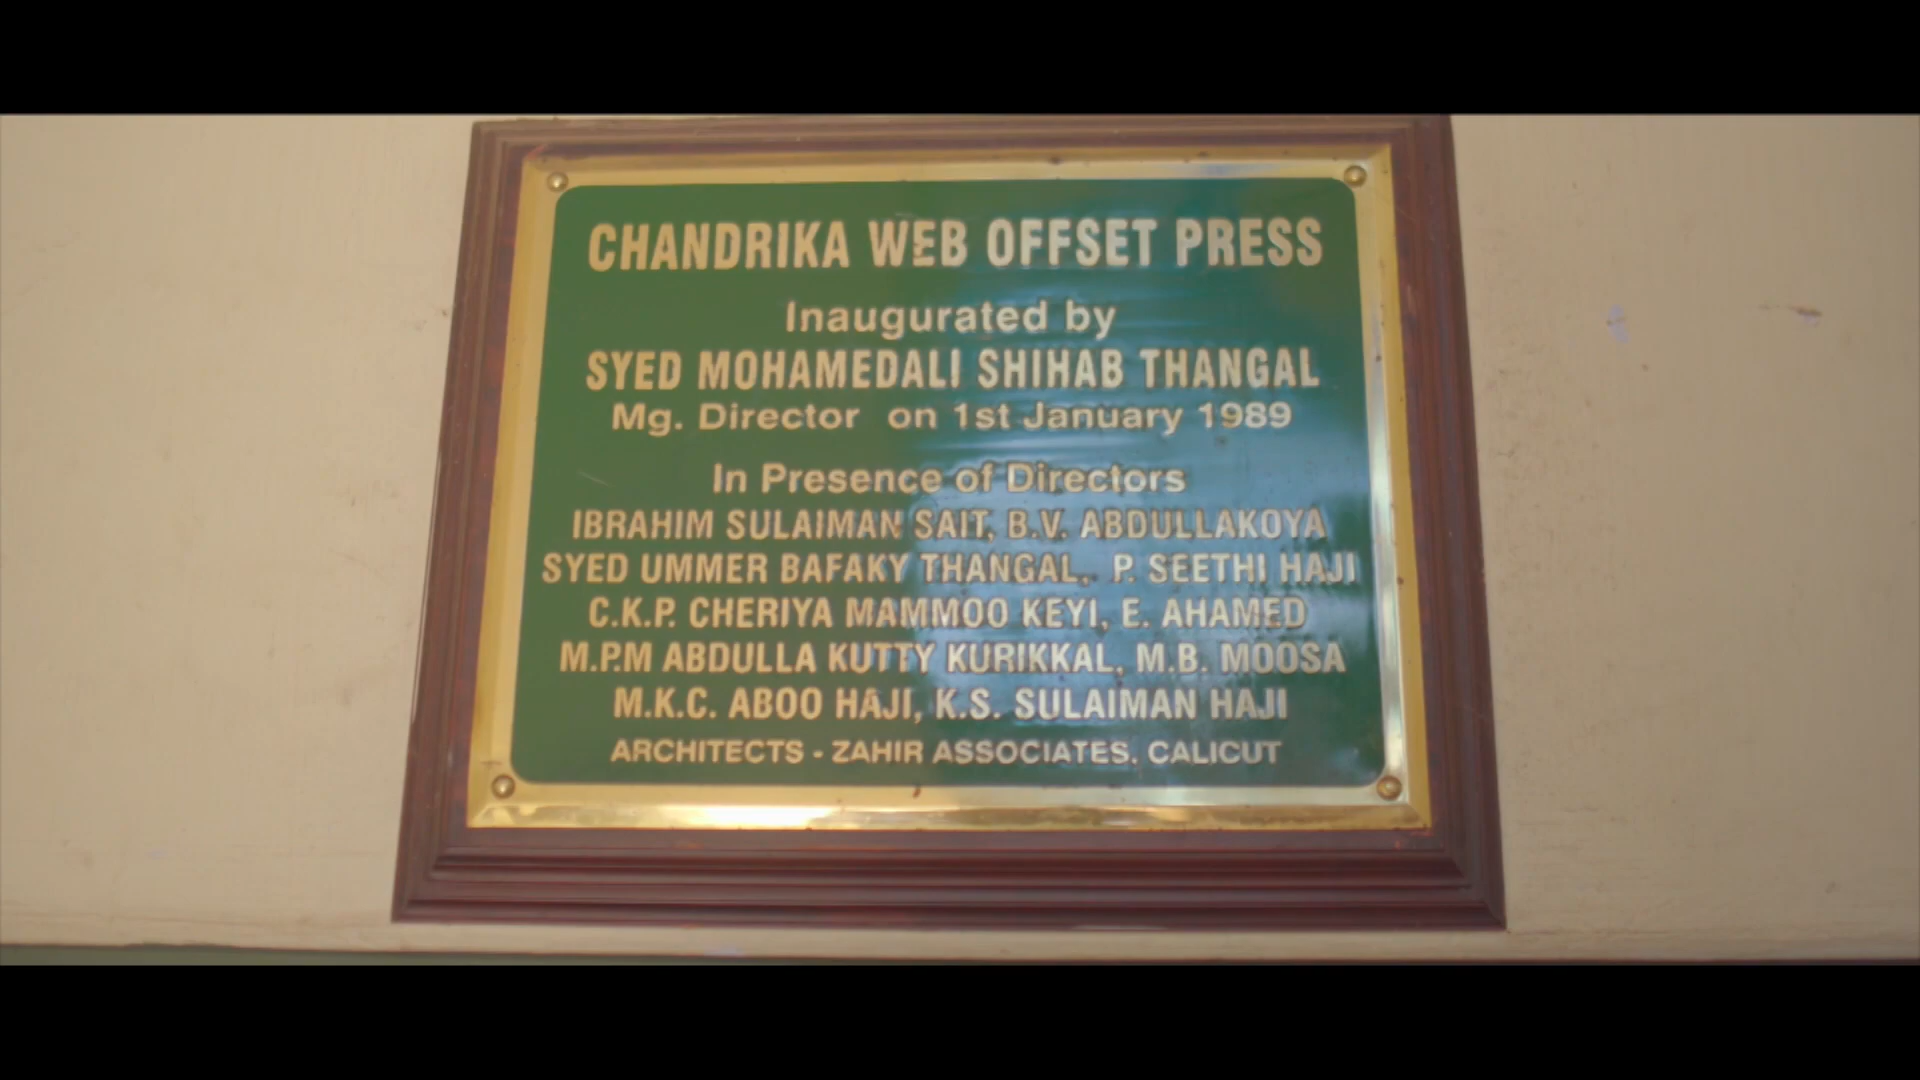 CHANDRIKA WEB OFFSET PRESS
Inaugurated by
SYED MOHAMEDALI SHIHAB THANGAL
Mg. Director on 1st January 1989
In Presence of Directors
IBRAHIM SULAIMAN SAIT, B.V. ABDULLAKOYA
SYED UMMER BAFAKY THANGAL, P. SEETHI HAJI
C.K.P. CHERIYA MAMMOO KEYI, E. AHAMED
M.P.M ABDULLA KUTTY KURIKKAL, M.B. MOOSA
M.K.C. ABOO HAJI, K.S. SULAIMAN HAJI
ARCHITECTS - ZAHIR ASSOCIATES, CALICUT